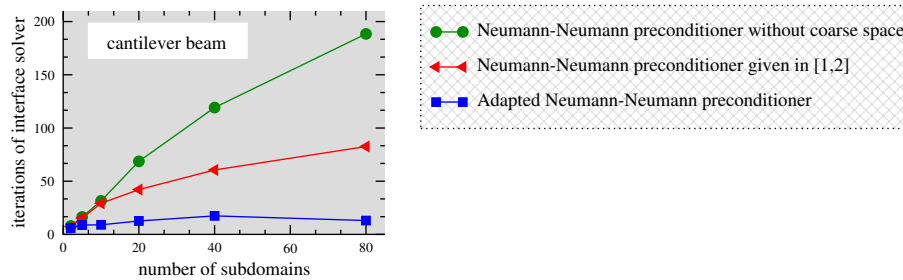 cantilever beam
iterations of interface solver
200
150
100
50
0
0
20
40
60
80
number of subdomains
Neumann-Neumann preconditioner without coarse space
Neumann-Neumann preconditioner given in [1,2]
Adapted Neumann-Neumann preconditioner